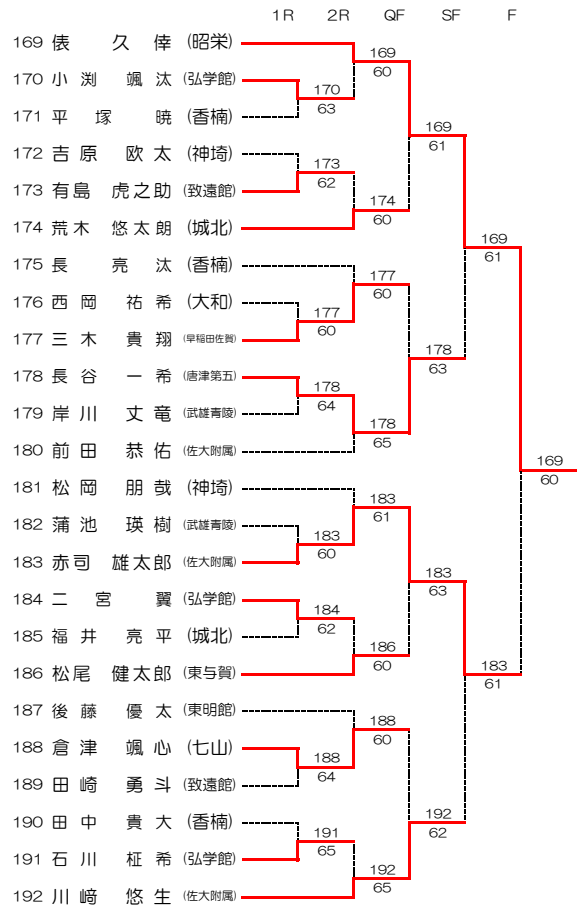 1R 2R QF SF F
169 俵 久 倖 (昭栄)
170 小 渕 颯 汰 (弘学館)
171 平 塚 暁 (香楠)
172 吉 原 欧 太 (神埼)
173 有島 虎之助 (致遠館)
174 荒木 悠太朗 (城北)
175 長 亮 汰 (香楠)
176 西 岡 祐 希 (大和)
177 三 木 貴 翔 (早稲田佐賀)
178 長 谷 一 希 (唐津第五)
179 岸 川 丈 竜 (武雄青陵)
180 前 田 恭 佑 (佐大附属)
181 松 岡 朋 哉 (神埼)
182 蒲 池 瑛 樹 (武雄青陵)
183 赤司 雄太郎 (佐大附属)
184 二 宮 翼 (弘学館)
185 福 井 亮 平 (城北)
186 松尾 健太郎 (東与賀)
187 後 藤 優 太 (東明館)
188 倉 津 颯 心 (七山)
189 田 崎 勇 斗 (致遠館)
190 田 中 貴 大 (香楠)
191 石 川 柾 希 (弘学館)
192 川 﨑 悠 生 (佐大附属)
170
63
173
62
177
60
178
64
183
60
184
62
188
64
191
65
169
60
174
60
177
60
178
65
183
61
186
60
188
60
192
65
169
61
178
63
183
63
192
62
169
61
183
61
169
60